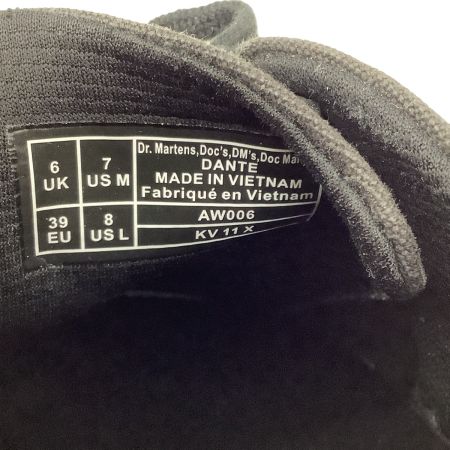 6 UK
7 US M
39 EU
8 US L
Dr. Martens,Doc's,DM's,Doc
DANTE
MADE IN VIETNAM
Fabriqué en Vietnam
AW006
KV 11 X